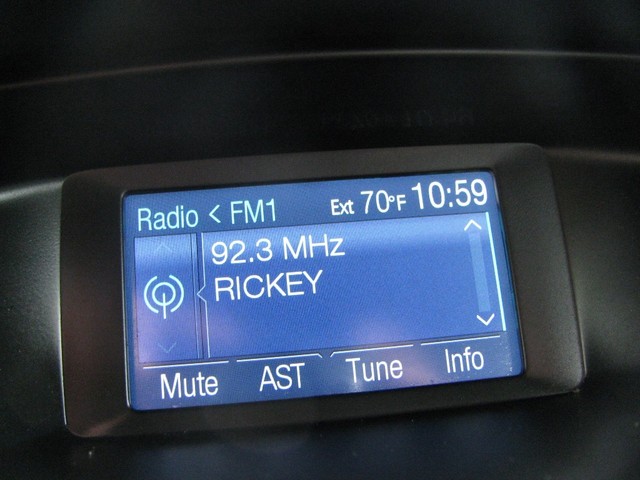 Radio < FM1 Ext 70°F 10:59
92.3 MHz
RICKEY
Mute AST Tune Info